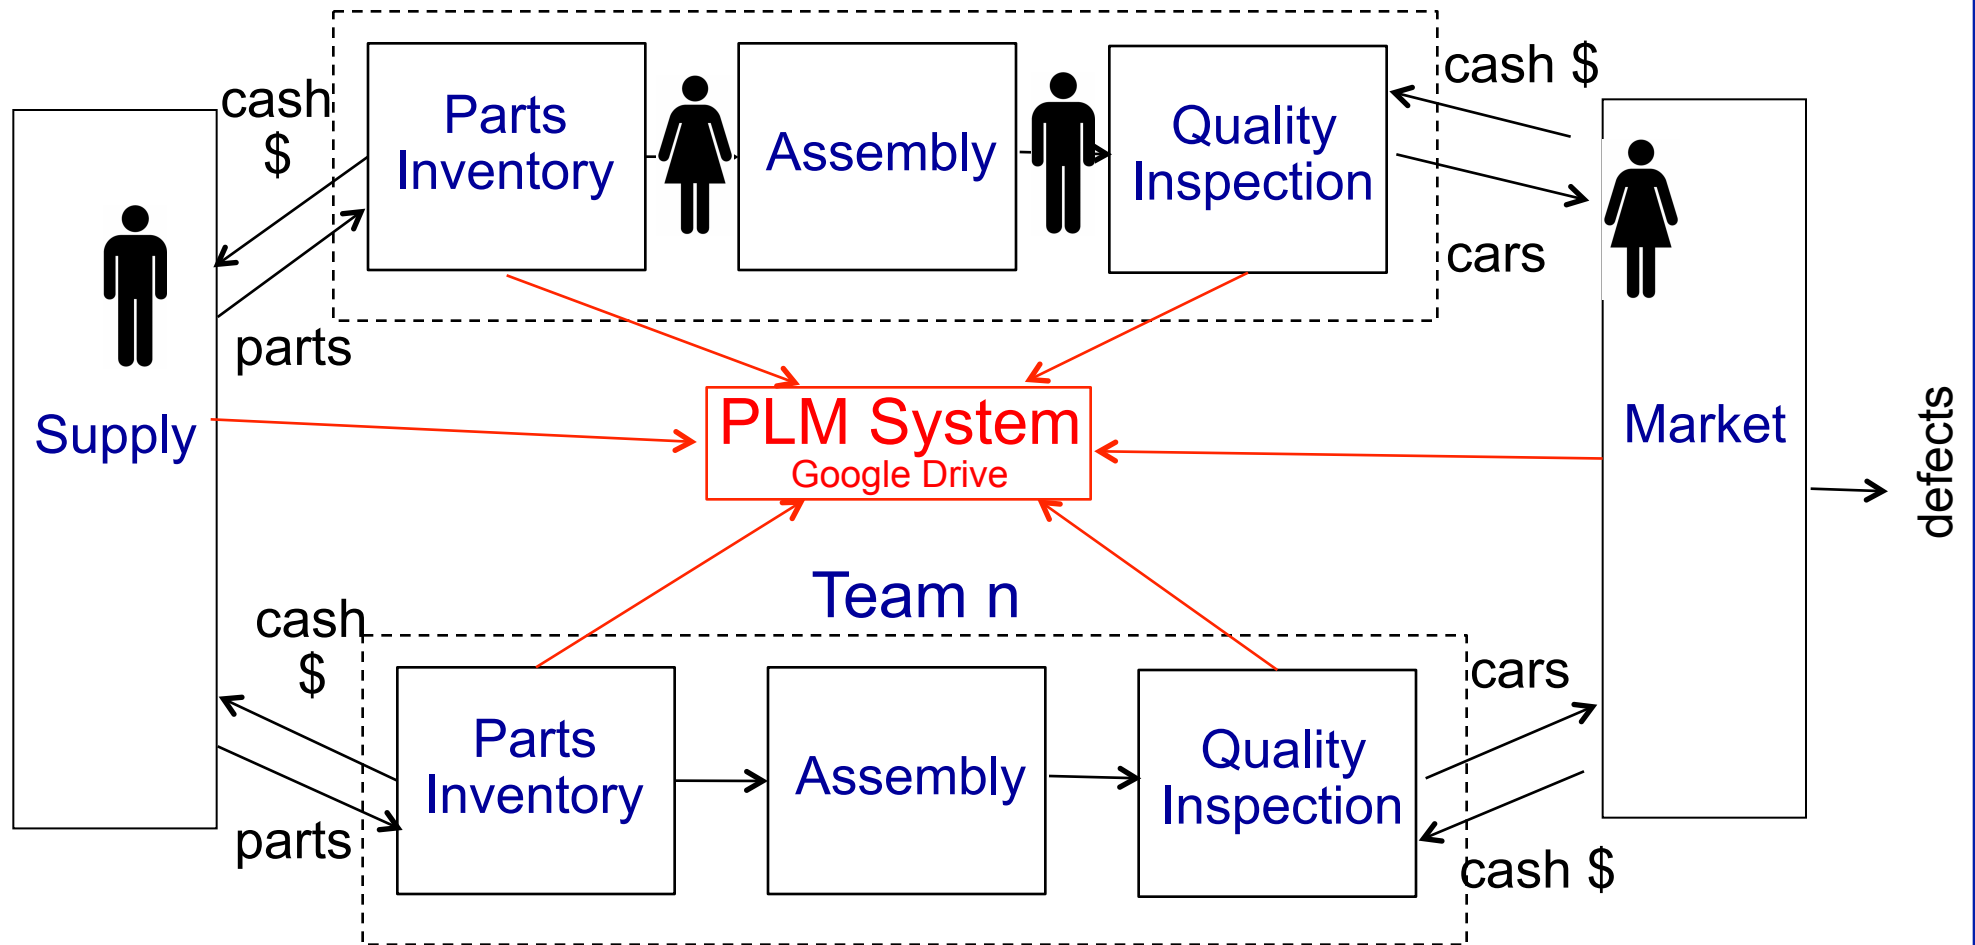 cash
$
Parts
Inventory
Assembly
Quality
Inspection
cash $
cars
parts
Supply
PLM System
Google Drive
Market
defects
Team n
cash
$
Parts
Inventory
Assembly
Quality
Inspection
cars
parts
cash $